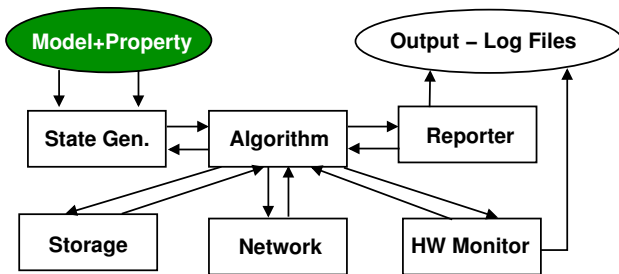 Model+Property
Output – Log Files
State Gen.
Algorithm
Reporter
Storage
Network
HW Monitor